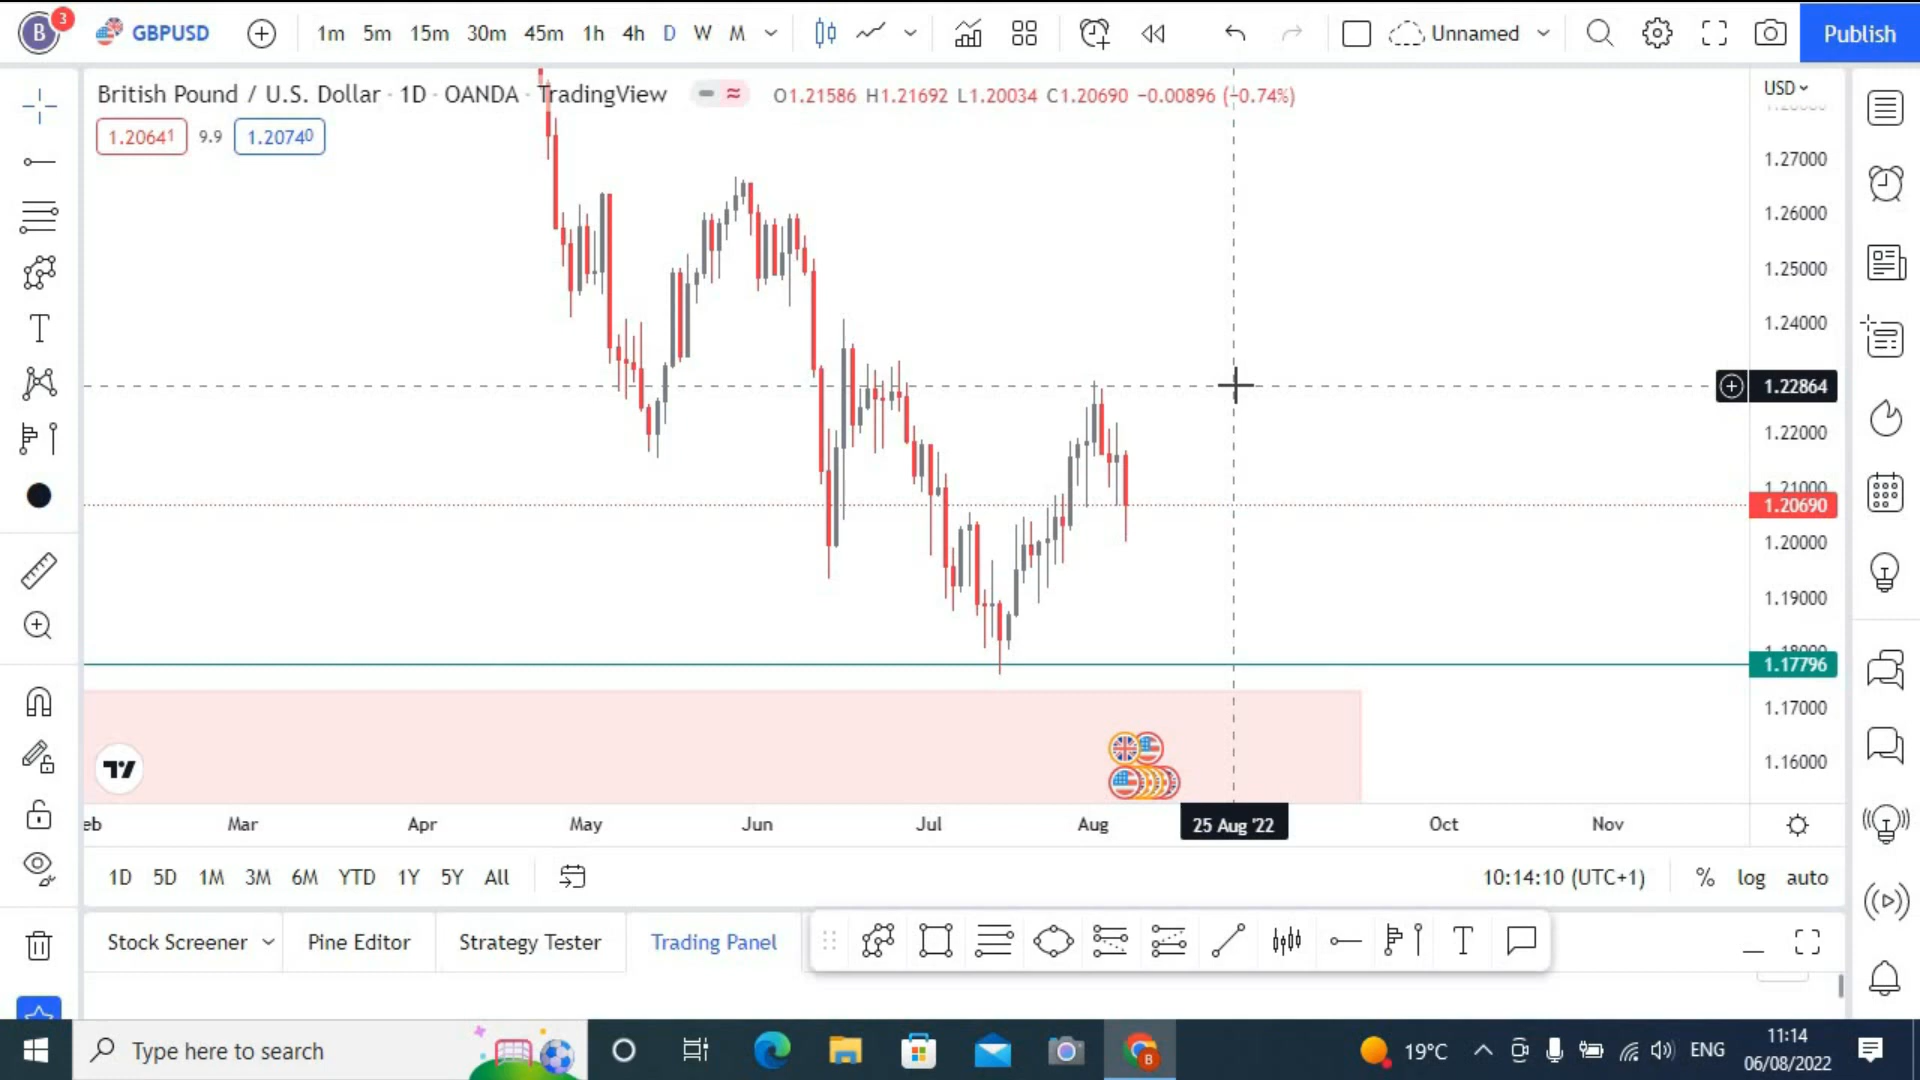 B 3 GBPUSD 1m 5m 15m 30m 45m 1h 4h D W M Unnamed Publish
British Pound / U.S. Dollar · 1D · OANDA · TradingView O1.21586 H1.21692 L1.20034 C1.20690 −0.00896 (−0.74%) USD
1.20641 9.9 1.20740
1.27000
1.26000
1.25000
1.24000
1.22864
1.22000
1.21000
1.20690
1.20000
1.19000
1.17796
1.17000
1.16000
eb Mar Apr May Jun Jul Aug 25 Aug '22 Oct Nov
1D 5D 1M 3M 6M YTD 1Y 5Y All 10:14:10 (UTC+1) % log auto
Stock Screener Pine Editor Strategy Tester Trading Panel T
Type here to search B 19°C ENG 11:14
06/08/2022